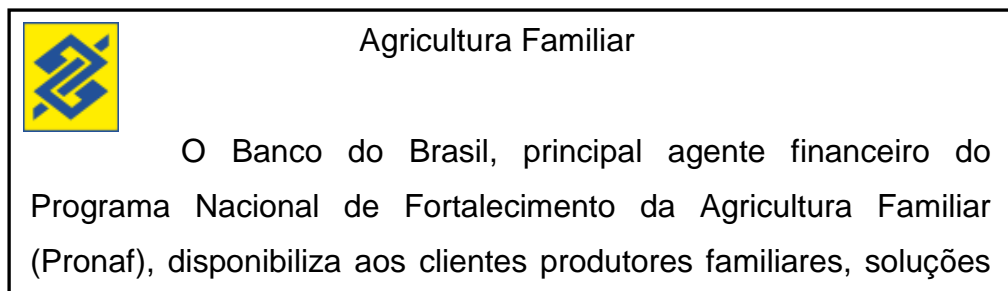 Agricultura Familiar
O Banco do Brasil, principal agente financeiro do
Programa Nacional de Fortalecimento da Agricultura Familiar
(Pronaf), disponibiliza aos clientes produtores familiares, soluções